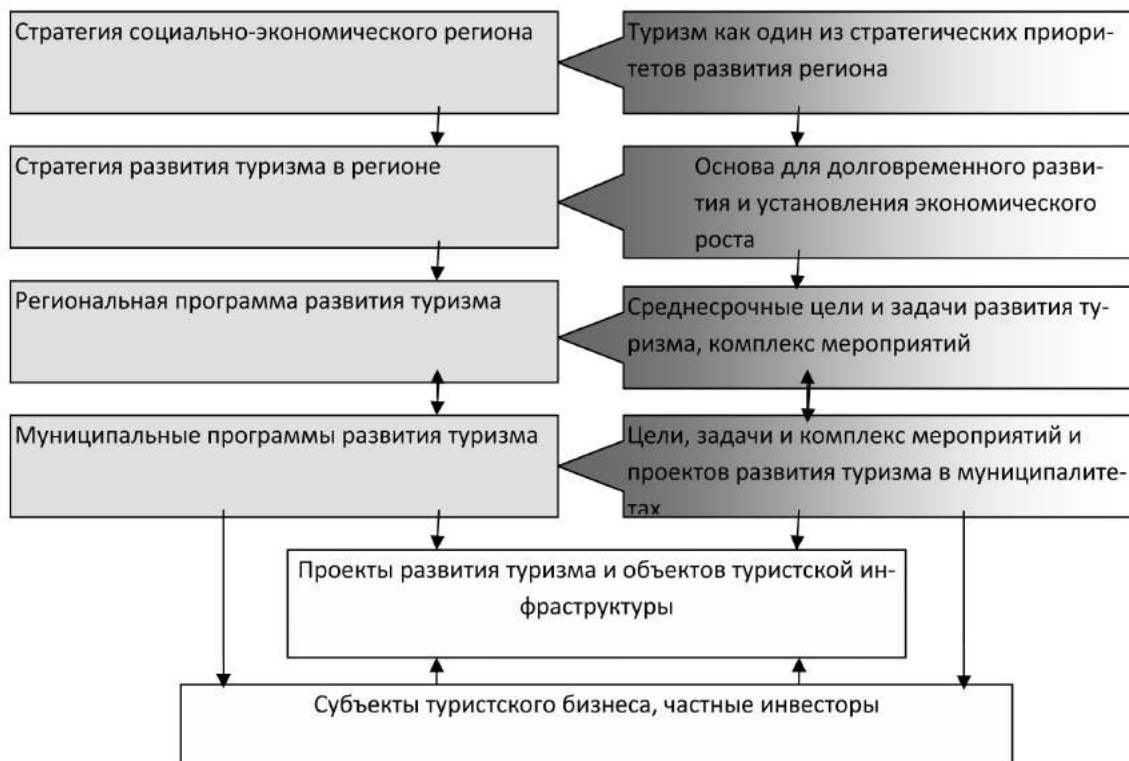 Стратегия социально-экономического региона
Туризм как один из стратегических приори-
тетов развития региона
Стратегия развития туризма в регионе
Основа для долговременного разви-
тия и установления экономического
роста
Региональная программа развития туризма
Среднесрочные цели и задачи развития ту-
ризма, комплекс мероприятий
Муниципальные программы развития туризма
Цели, задачи и комплекс мероприятий и
проектов развития туризма в муниципалите-
тах
Проекты развития туризма и объектов туристской ин-
фраструктуры
Субъекты туристского бизнеса, частные инвесторы